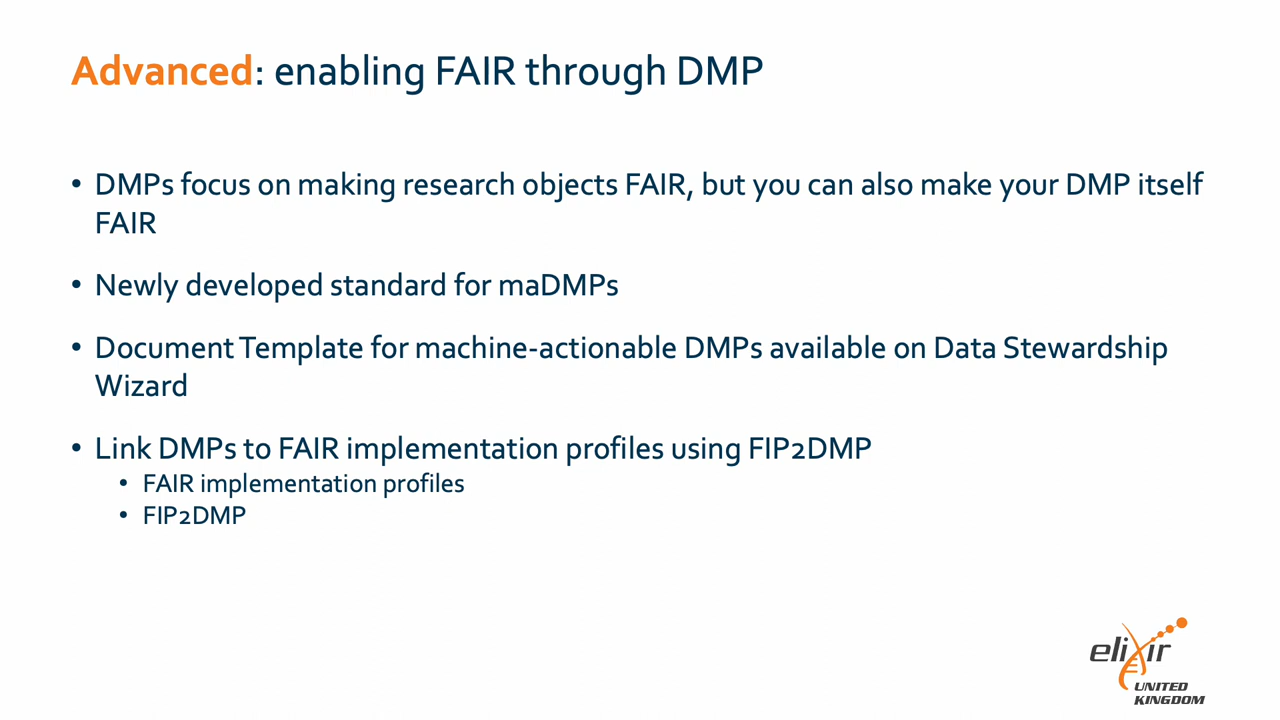 Advanced: enabling FAIR through DMP
• DMPs focus on making research objects FAIR, but you can also make your DMP itself
FAIR
• Newly developed standard for maDMPs
• Document Template for machine-actionable DMPs available on Data Stewardship
Wizard
• Link DMPs to FAIR implementation profiles using FIP2DMP
• FAIR implementation profiles
• FIP2DMP
elixir
UNITED
KINGDOM